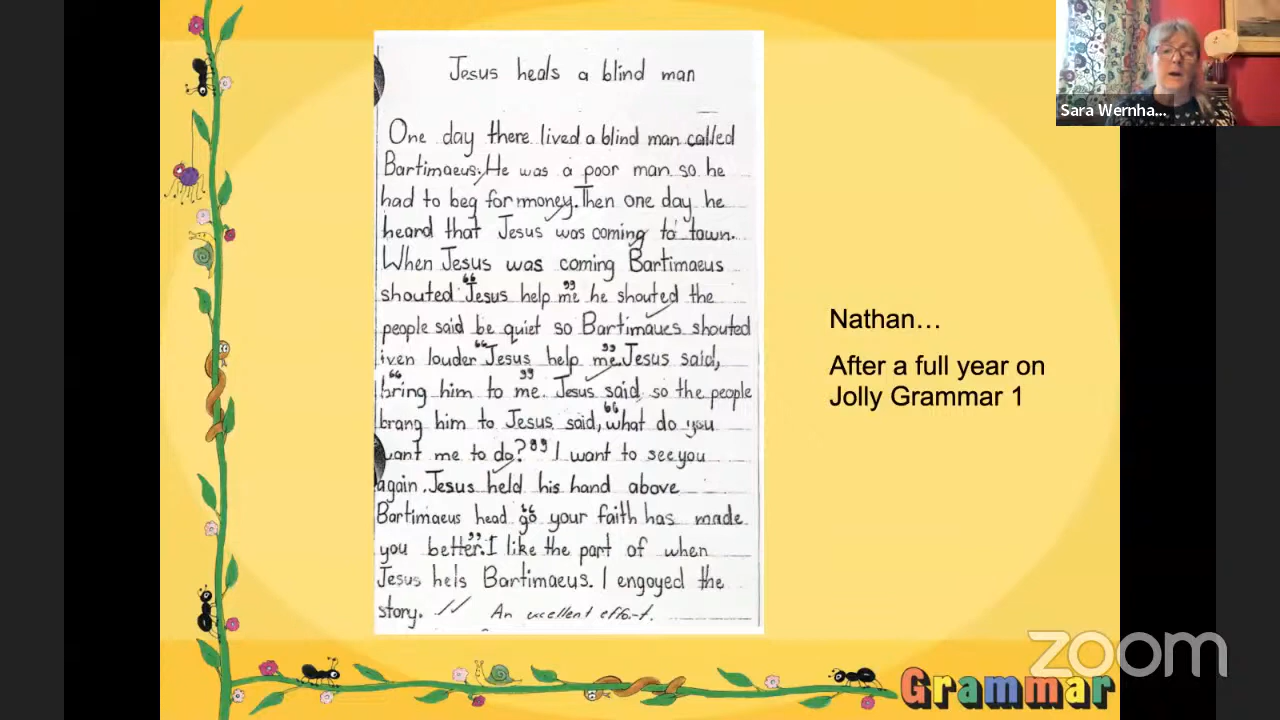 Sara Wernha...
Jesus heals a blind man
One day there lived a blind man called
Bartimaeus. He was a poor man so he
had to beg for money. Then one day he
heard that Jesus was coming to town.
When Jesus was coming Bartimaeus
shouted "Jesus help me" he shouted the
people said be quiet so Bartimaues shouted
iven louder "Jesus help me". Jesus said,
"bring him to me." Jesus said, so the people
brang him to Jesus, said, "what do you
want me to do?" I want to see you
again. Jesus held his hand above
Bartimaeus head "go your faith has made
you better." I like the part of when
Jesus hels Bartimaeus. I engoyed the
story. An excellent effort.
Nathan...
After a full year on
Jolly Grammar 1
zoom
Grammar